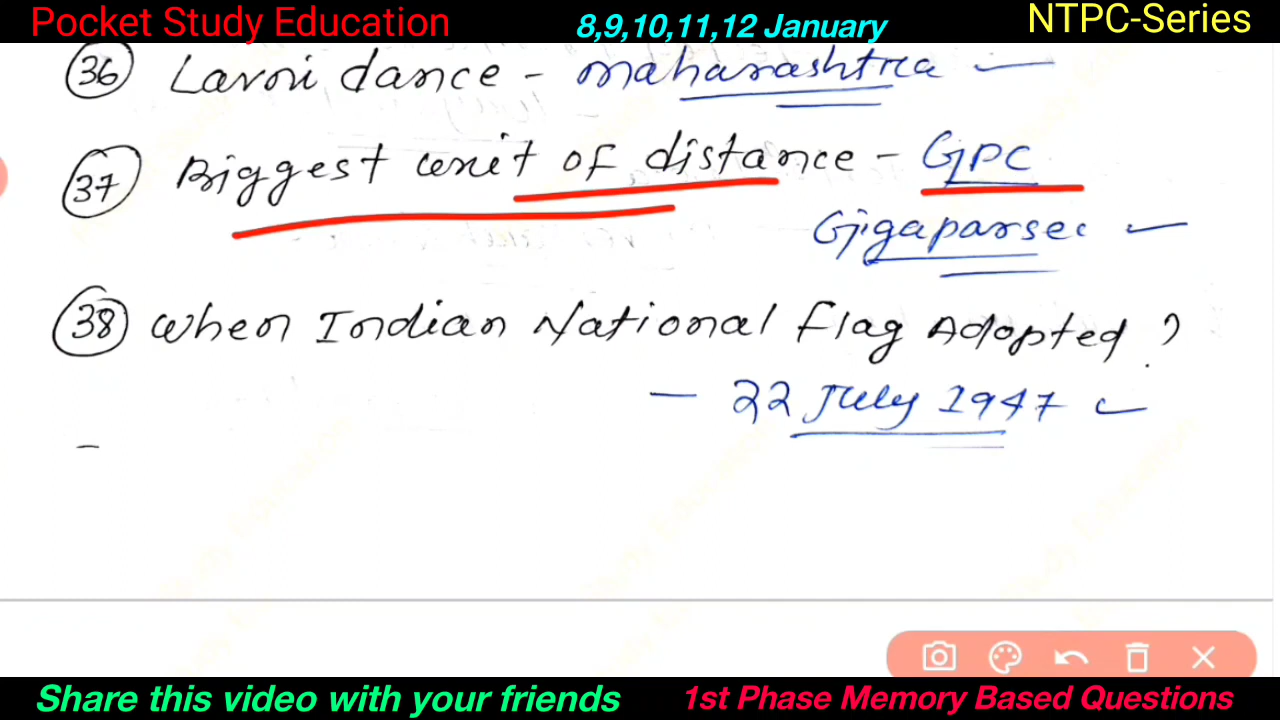 Pocket Study Education
8,9,10,11,12 January
NTPC-Series
36 Lavni dance - maharashtra
37 Biggest unit of distance - GPC
Gigaparsec
38 When Indian National Flag Adopted ?
- 22 July 1947
Share this video with your friends
1st Phase Memory Based Questions